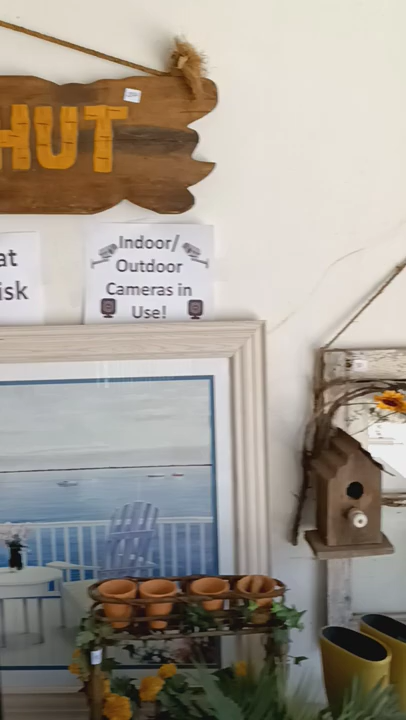 HUT
at
isk
Indoor/
Outdoor
Cameras in
Use!